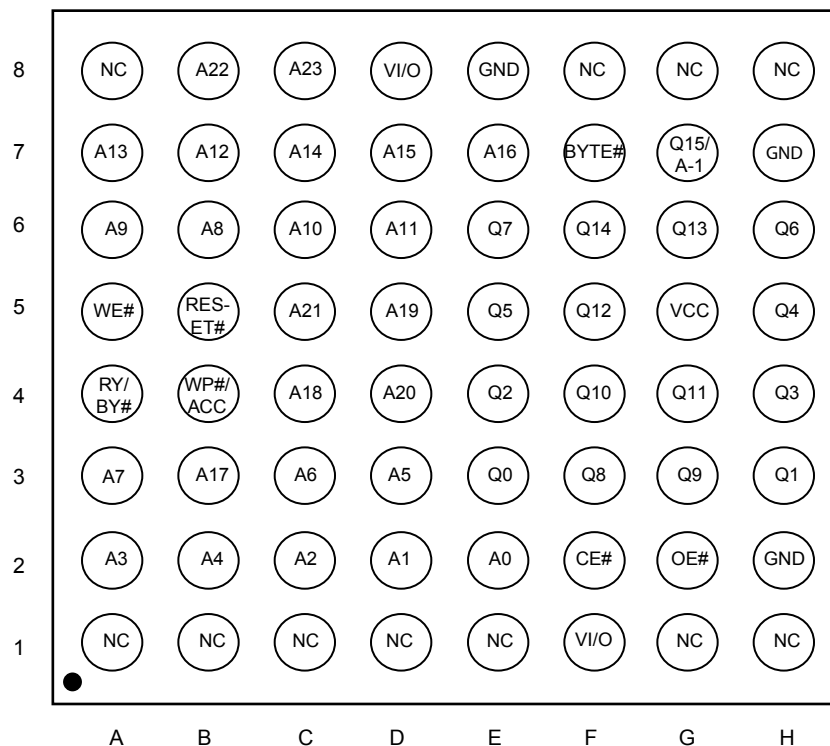 8 NC A22 A23 VI/O GND NC NC NC
7 A13 A12 A14 A15 A16 BYTE# Q15/
A-1 GND
6 A9 A8 A10 A11 Q7 Q14 Q13 Q6
5 WE# RES-
ET# A21 A19 Q5 Q12 VCC Q4
4 RY/
BY# WP#/
ACC A18 A20 Q2 Q10 Q11 Q3
3 A7 A17 A6 A5 Q0 Q8 Q9 Q1
2 A3 A4 A2 A1 A0 CE# OE# GND
1 NC NC NC NC NC VI/O NC NC
A B C D E F G H